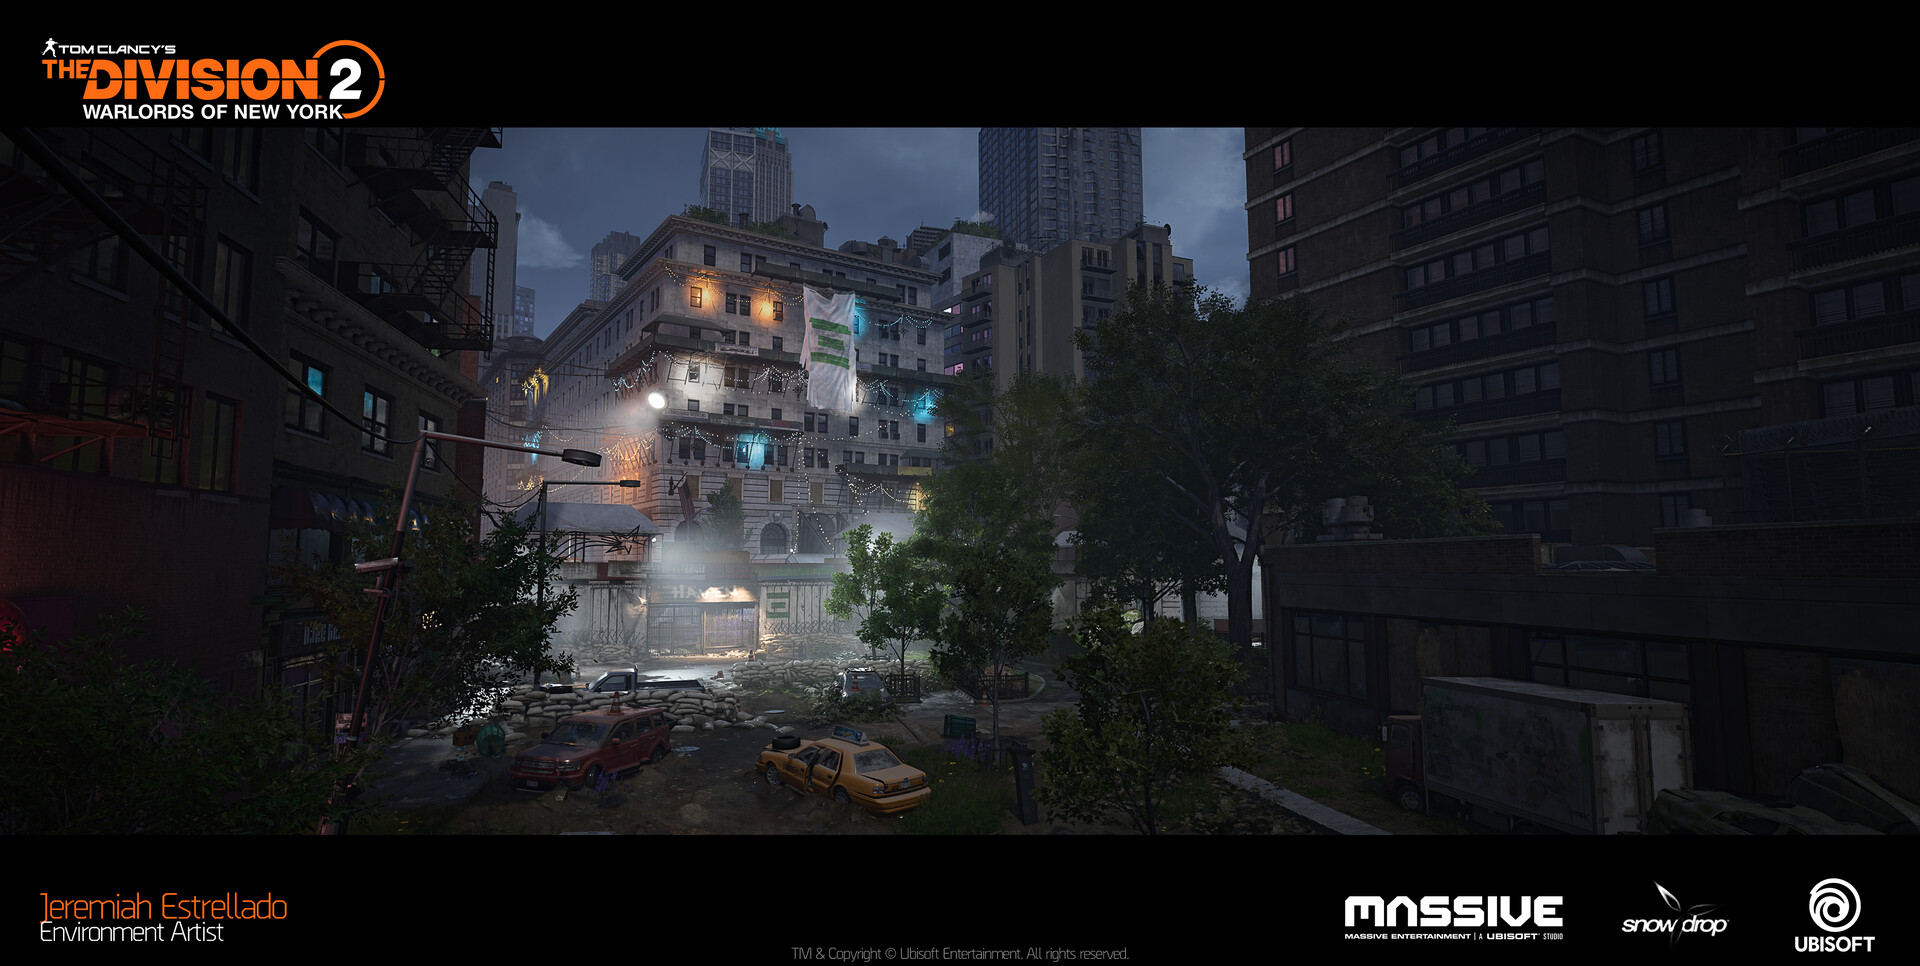 TOM CLANCY'S
THE DIVISION 2
WARLORDS OF NEW YORK
Jeremiah Estrellado
Environment Artist
MASSIVE
MASSIVE ENTERTAINMENT | A UBISOFT STUDIO
snowdrop
UBISOFT
TM & Copyright © Ubisoft Entertainment. All rights reserved.